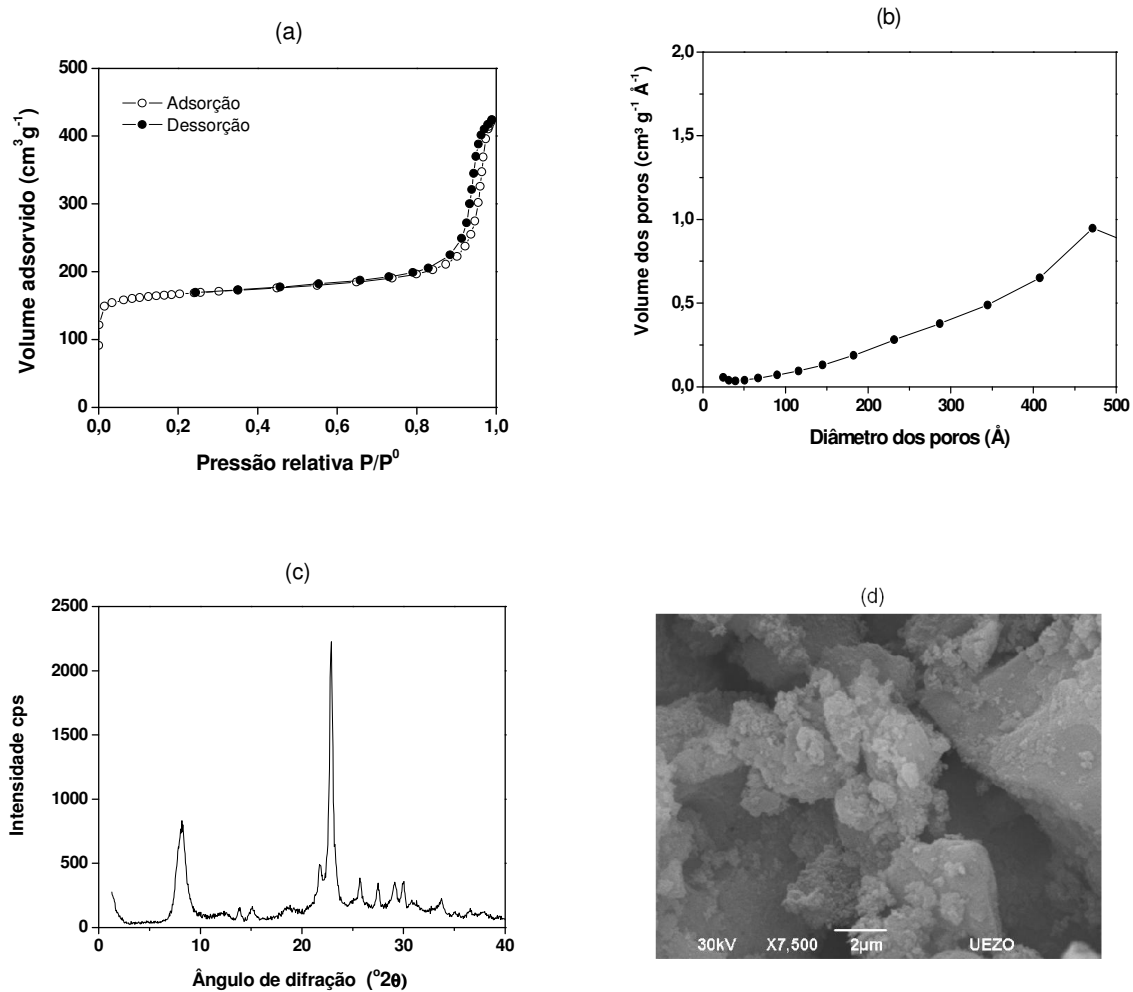 (a)
Volume adsorvido (cm³g⁻¹)
500
400
300
200
100
0
Adsorção
Dessorção
0,0 0,2 0,4 0,6 0,8 1,0
Pressão relativa P/P⁰
(b)
Volume dos poros (cm³ g⁻¹ Å⁻¹)
2,0
1,5
1,0
0,5
0,0
0 100 200 300 400 500
Diâmetro dos poros (Å)
(c)
Intensidade cps
2500
2000
1500
1000
500
0
0 10 20 30 40
Ângulo de difração (°2θ)
(d)
30kV X7,500 2µm UEZO